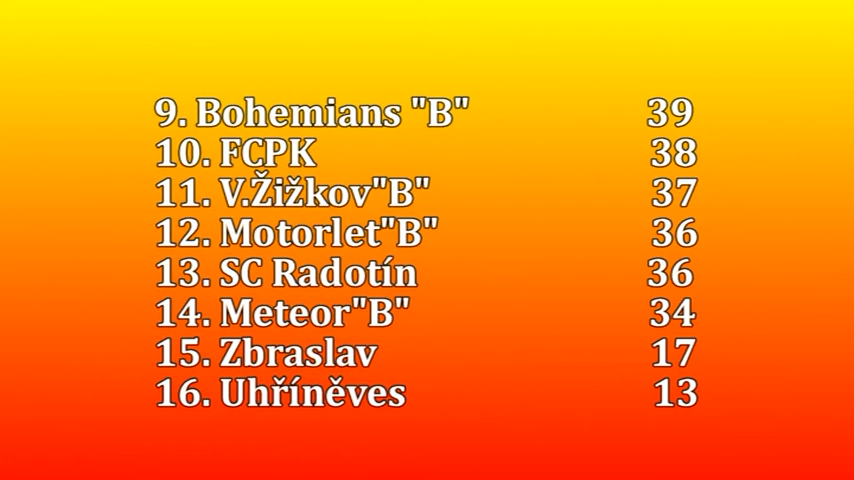 9. Bohemians "B" 39
10. FCPK 38
11. V.Žižkov"B" 37
12. Motorlet"B" 36
13. SC Radotín 36
14. Meteor"B" 34
15. Zbraslav 17
16. Uhříněves 13